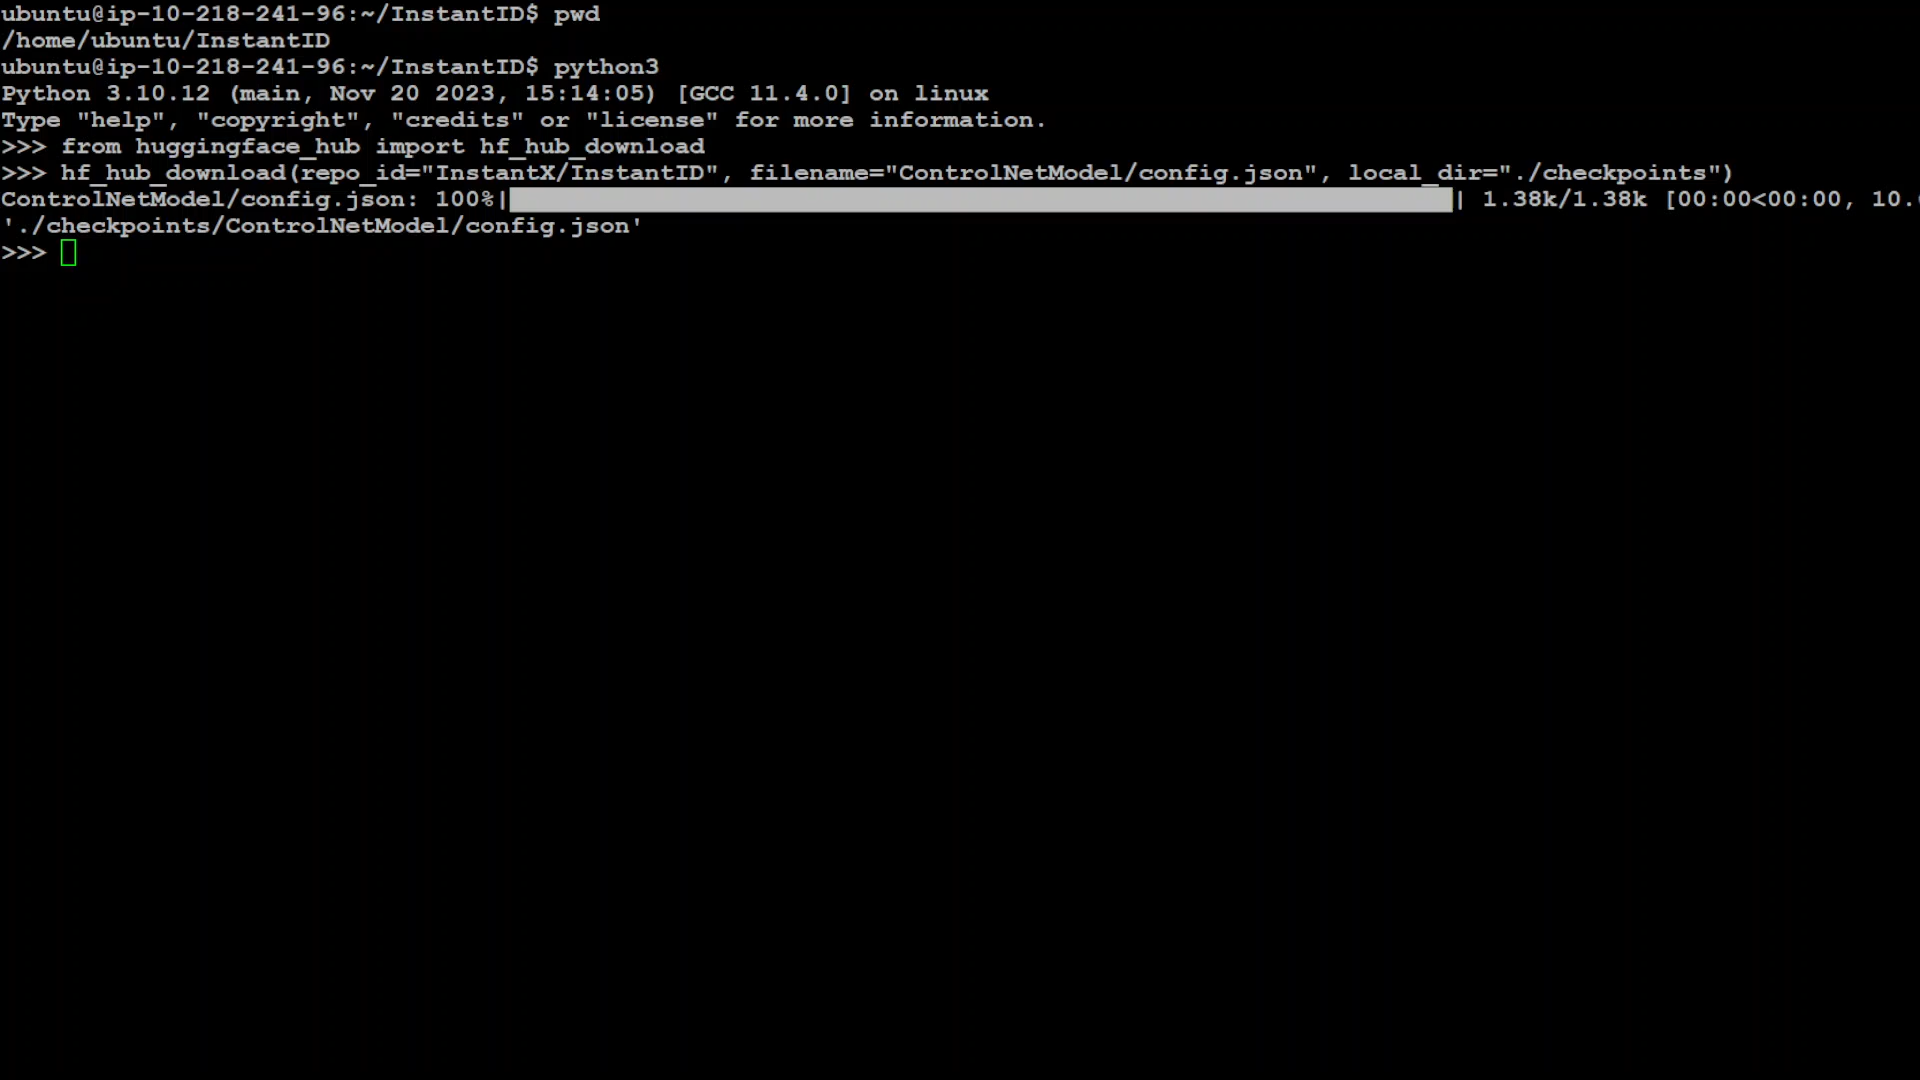 ubuntu@ip-10-218-241-96:~/InstantID$ pwd
/home/ubuntu/InstantID
ubuntu@ip-10-218-241-96:~/InstantID$ python3
Python 3.10.12 (main, Nov 20 2023, 15:14:05) [GCC 11.4.0] on linux
Type "help", "copyright", "credits" or "license" for more information.
>>> from huggingface_hub import hf_hub_download
>>> hf_hub_download(repo_id="InstantX/InstantID", filename="ControlNetModel/config.json", local_dir="./checkpoints")
ControlNetModel/config.json: 100%| | 1.38k/1.38k [00:00<00:00, 10.
'./checkpoints/ControlNetModel/config.json'
>>>